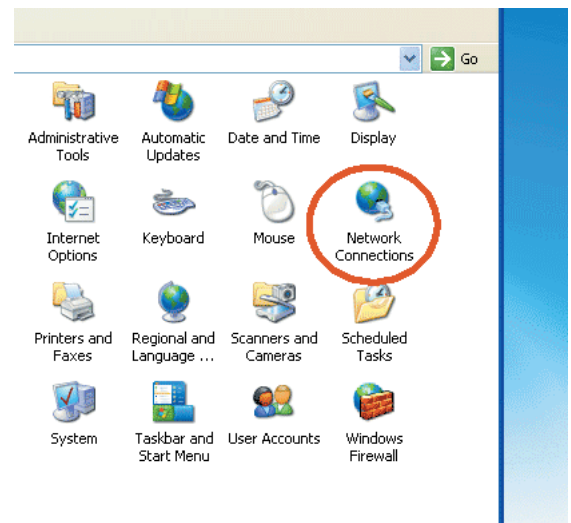 Go
Administrative Automatic Date and Time Display
Tools Updates
Internet Keyboard Mouse Network
Options Connections
Printers and Regional and Scanners and Scheduled
Faxes Language ... Cameras Tasks
System Taskbar and User Accounts Windows
Start Menu Firewall